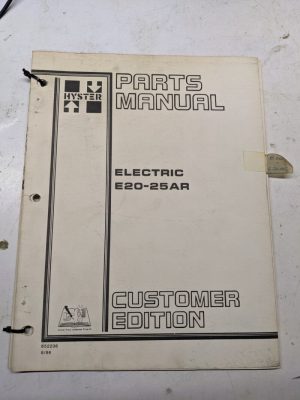 HYSTER
PARTS
MANUAL
ELECTRIC
E20-25AR
CUSTOMER
EDITION